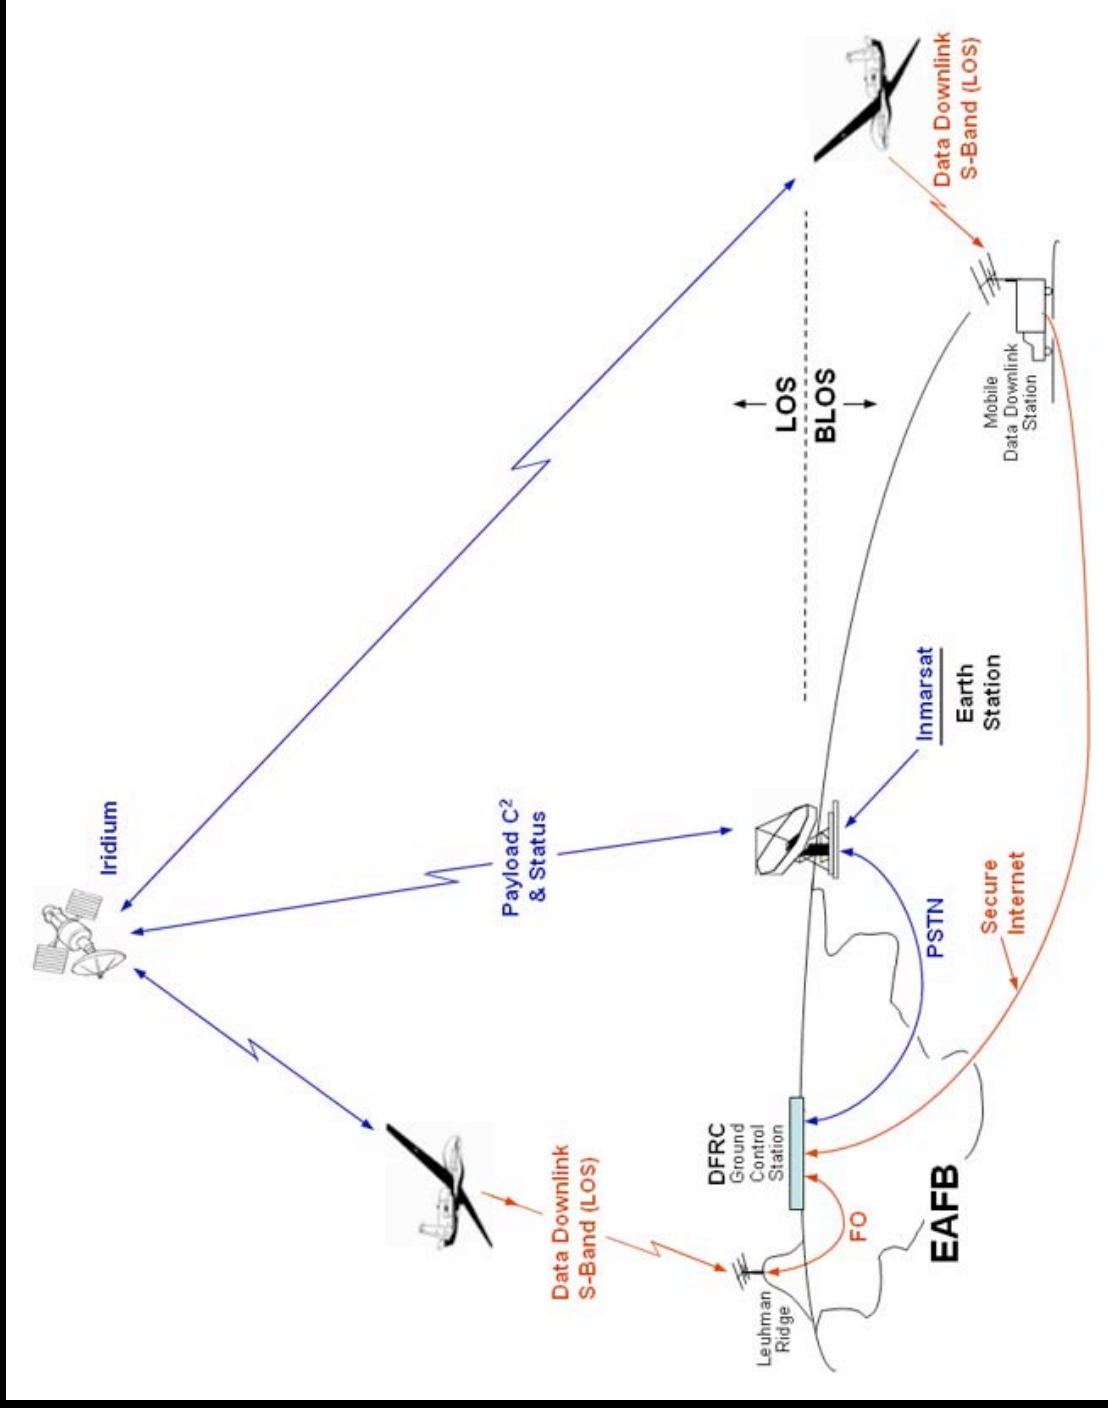 Iridium
Payload C2
& Status
Data Downlink
S-Band (LOS)
Data Downlink
S-Band (LOS)
LOS
BLOS
Leuhman
Ridge
DFRC
Ground
Control
Station
FO
EAFB
PSTN
Inmarsat
Earth
Station
Secure
Internet
Mobile
Data Downlink
Station